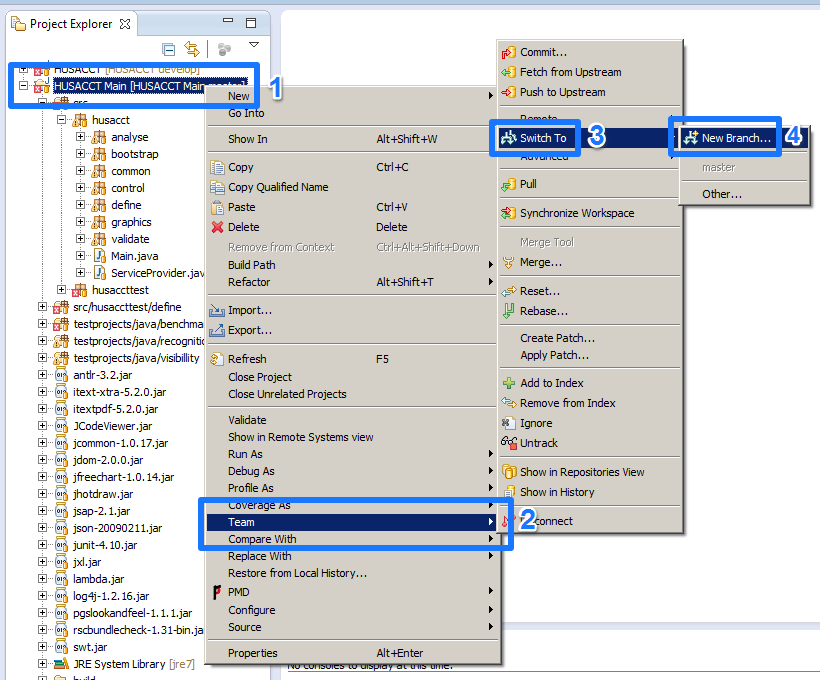 Project Explorer
HUSACCT [HUSACCT develop]
HUSACCT Main [HUSACCT Main master]
1
src
husacct
analyse
bootstrap
common
control
define
graphics
validate
Main.java
ServiceProvider.jav
husaccttest
src/husaccttest/define
testprojects/java/benchma
testprojects/java/recognitio
testprojects/java/visibillity
antlr-3.2.jar
itext-xtra-5.2.0.jar
itextpdf-5.2.0.jar
JCodeViewer.jar
jcommon-1.0.17.jar
jdom-2.0.0.jar
jfreechart-1.0.14.jar
jhotdraw.jar
jsap-2.1.jar
json-20090211.jar
junit-4.10.jar
jxl.jar
lambda.jar
log4j-1.2.16.jar
pgslookandfeel-1.1.1.jar
rscbundlecheck-1.31-bin.ja
swt.jar
JRE System Library [jre7]
build
New
Go Into
Show In Alt+Shift+W
Copy Ctrl+C
Copy Qualified Name
Paste Ctrl+V
Delete Delete
Remove from Context Ctrl+Alt+Shift+Down
Build Path
Refactor Alt+Shift+T
Import...
Export...
Refresh F5
Close Project
Close Unrelated Projects
Validate
Show in Remote Systems view
Run As
Debug As
Profile As
Coverage As
Team
2
Compare With
Replace With
Restore from Local History...
PMD
Configure
Source
Properties Alt+Enter
No consoles to display at this time.
Commit...
Fetch from Upstream
Push to Upstream
Remote
Switch To
3
Advanced
Pull
Synchronize Workspace
Merge Tool
Merge...
Reset...
Rebase...
Create Patch...
Apply Patch...
Add to Index
Remove from Index
Ignore
Untrack
Show in Repositories View
Show in History
connect
New Branch...
4
master
Other...